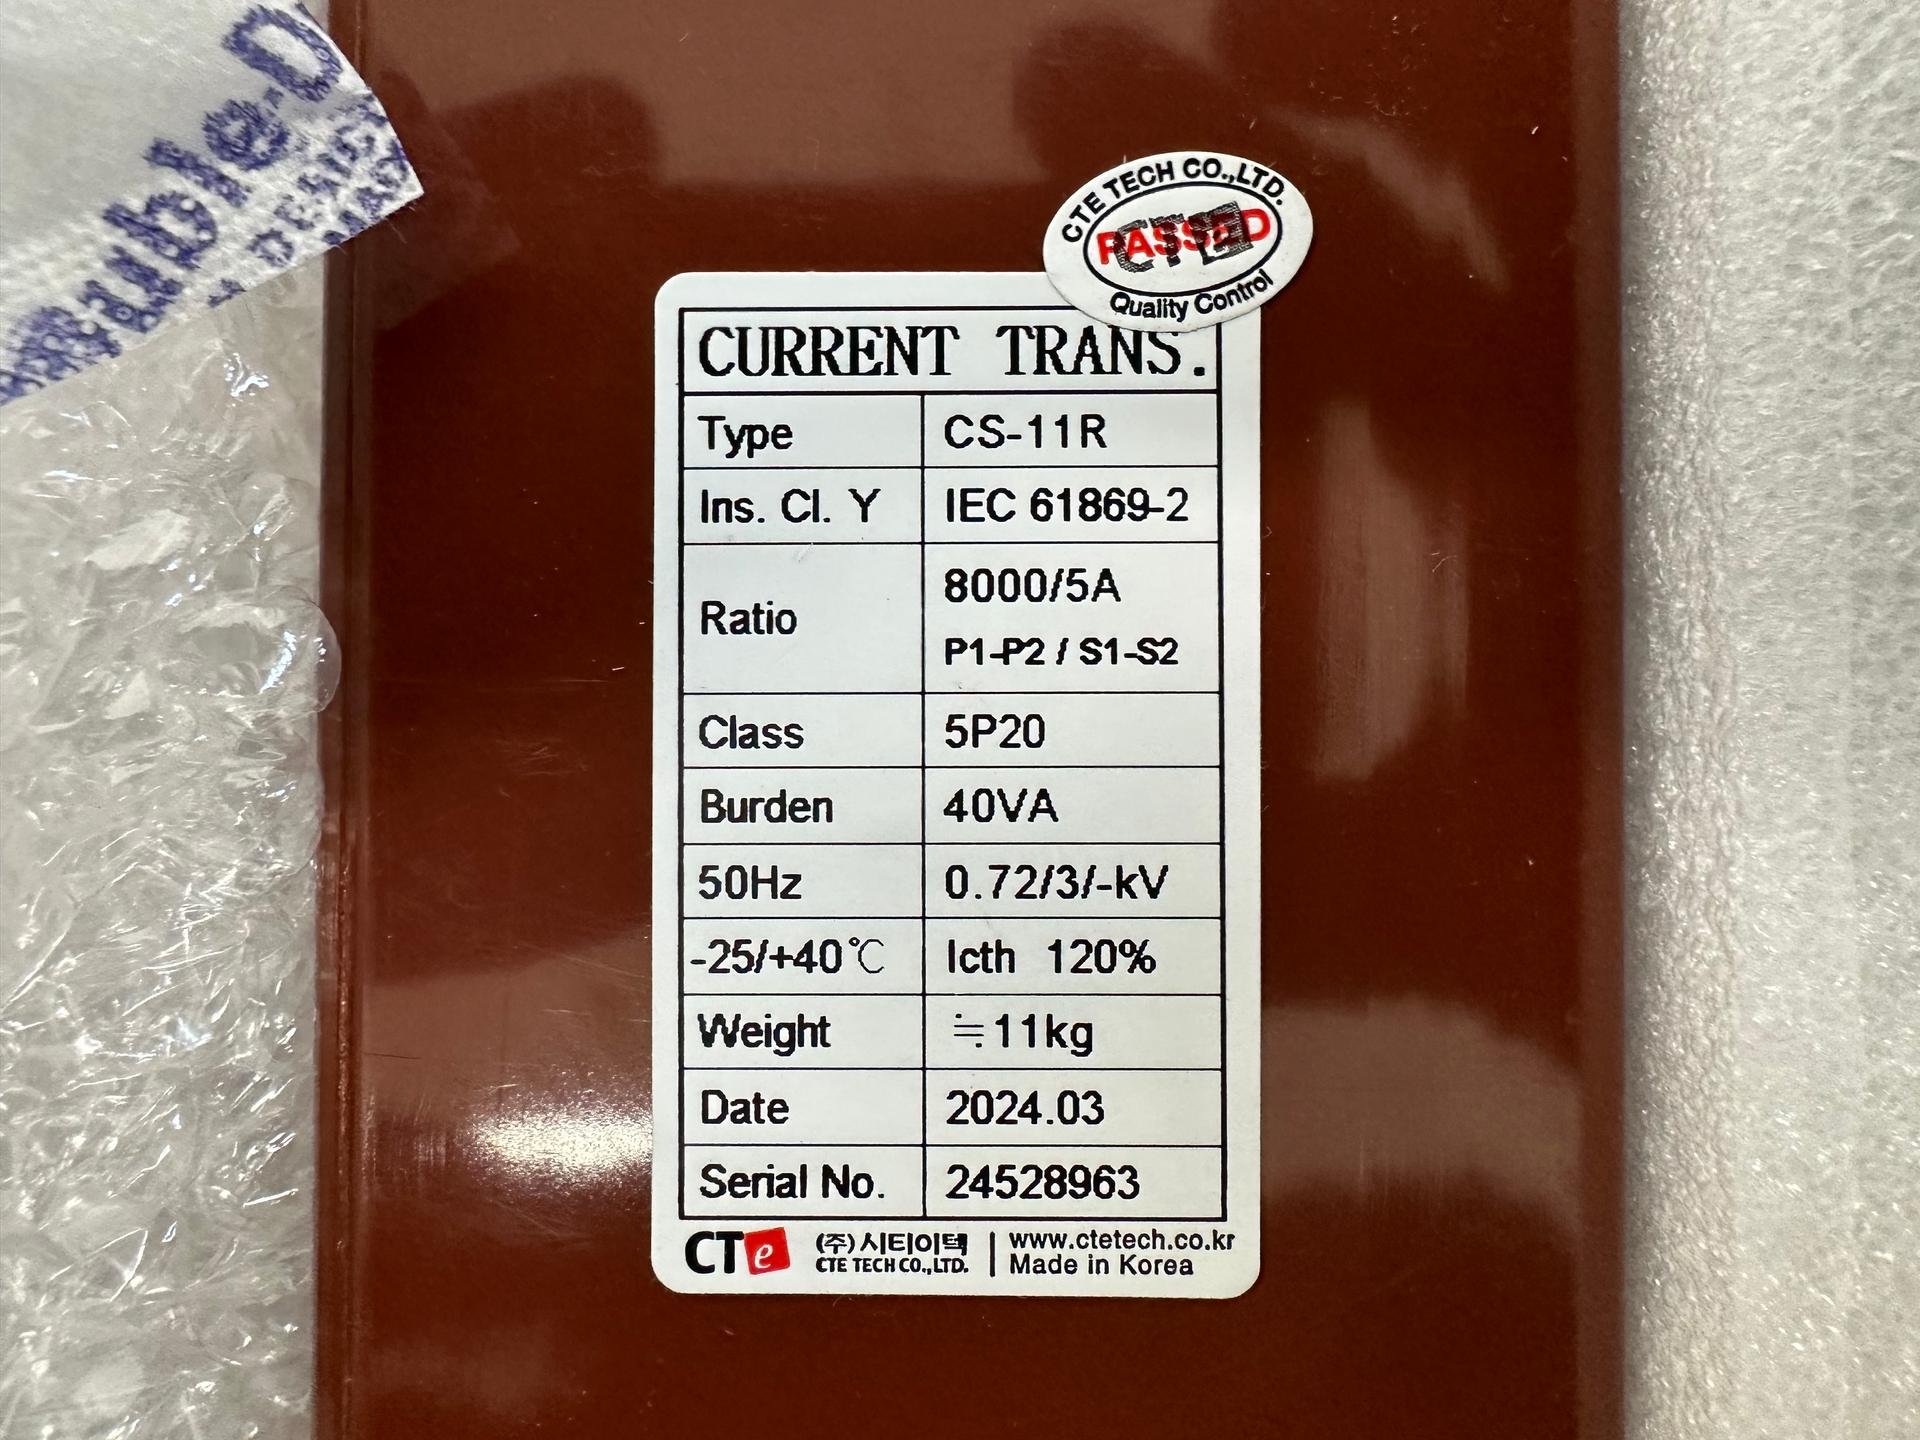 CTE TECH CO.,LTD.
PASSED
CTE
Quality Control
CURRENT TRANS.
Type CS-11R
Ins. Cl. Y IEC 61869-2
Ratio 8000/5A
P1-P2 / S1-S2
Class 5P20
Burden 40VA
50Hz 0.72/3/-kV
-25/+40℃ Icth 120%
Weight ≒11kg
Date 2024.03
Serial No. 24528963
CTe (주)시티이텍 www.ctetech.co.kr
CTE TECH CO.,LTD. Made in Korea